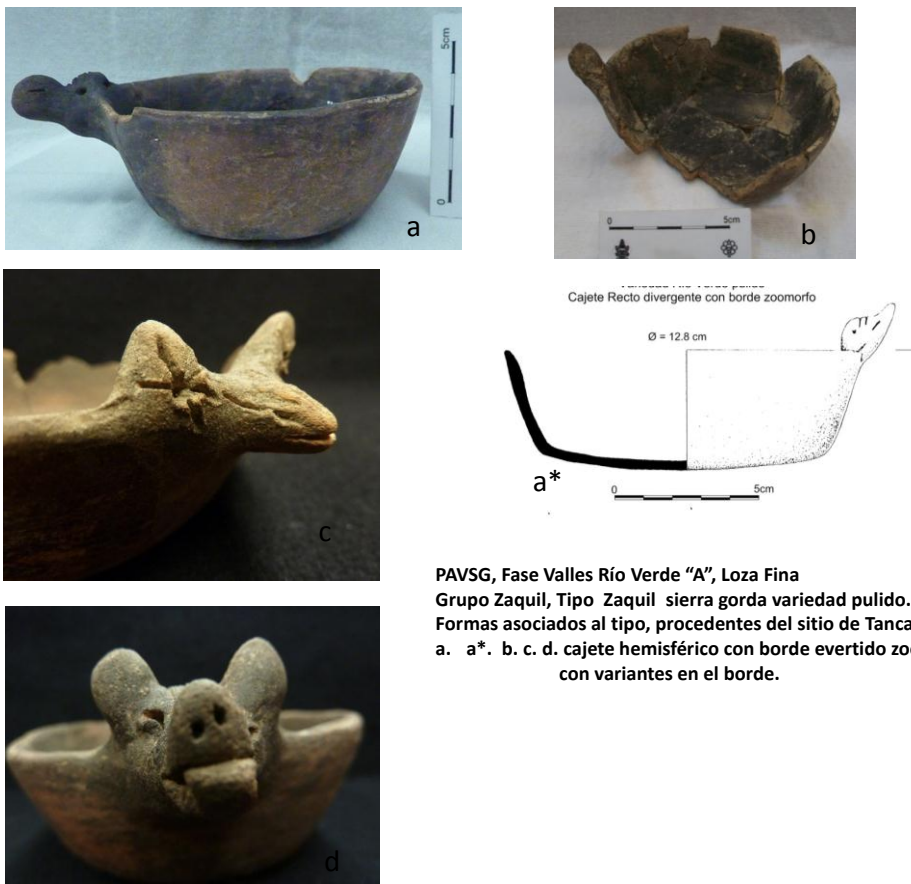 5cm
0
a
0 5cm
b
Cajete Recto divergente con borde zoomorfo
Ø = 12.8 cm
a*
0 5cm
c
PAVSG, Fase Valles Río Verde “A”, Loza Fina
Grupo Zaquil, Tipo Zaquil sierra gorda variedad pulido.
Formas asociados al tipo, procedentes del sitio de
a. a*. b. c. d. cajete hemisférico con borde evertido
con variantes en el borde.
d